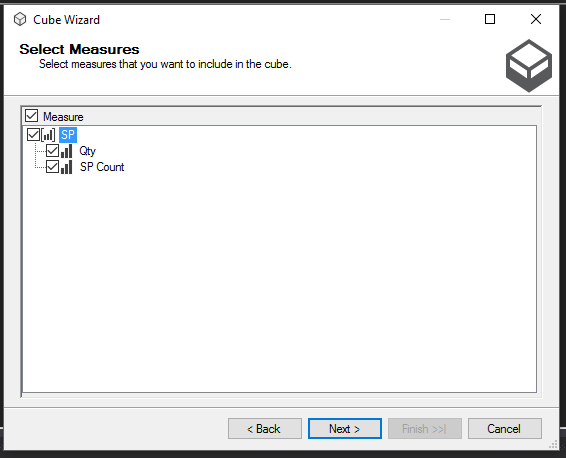 Cube Wizard
Select Measures
Select measures that you want to include in the cube.
Measure
SP
Qty
SP Count
< Back Next > Finish >>| Cancel